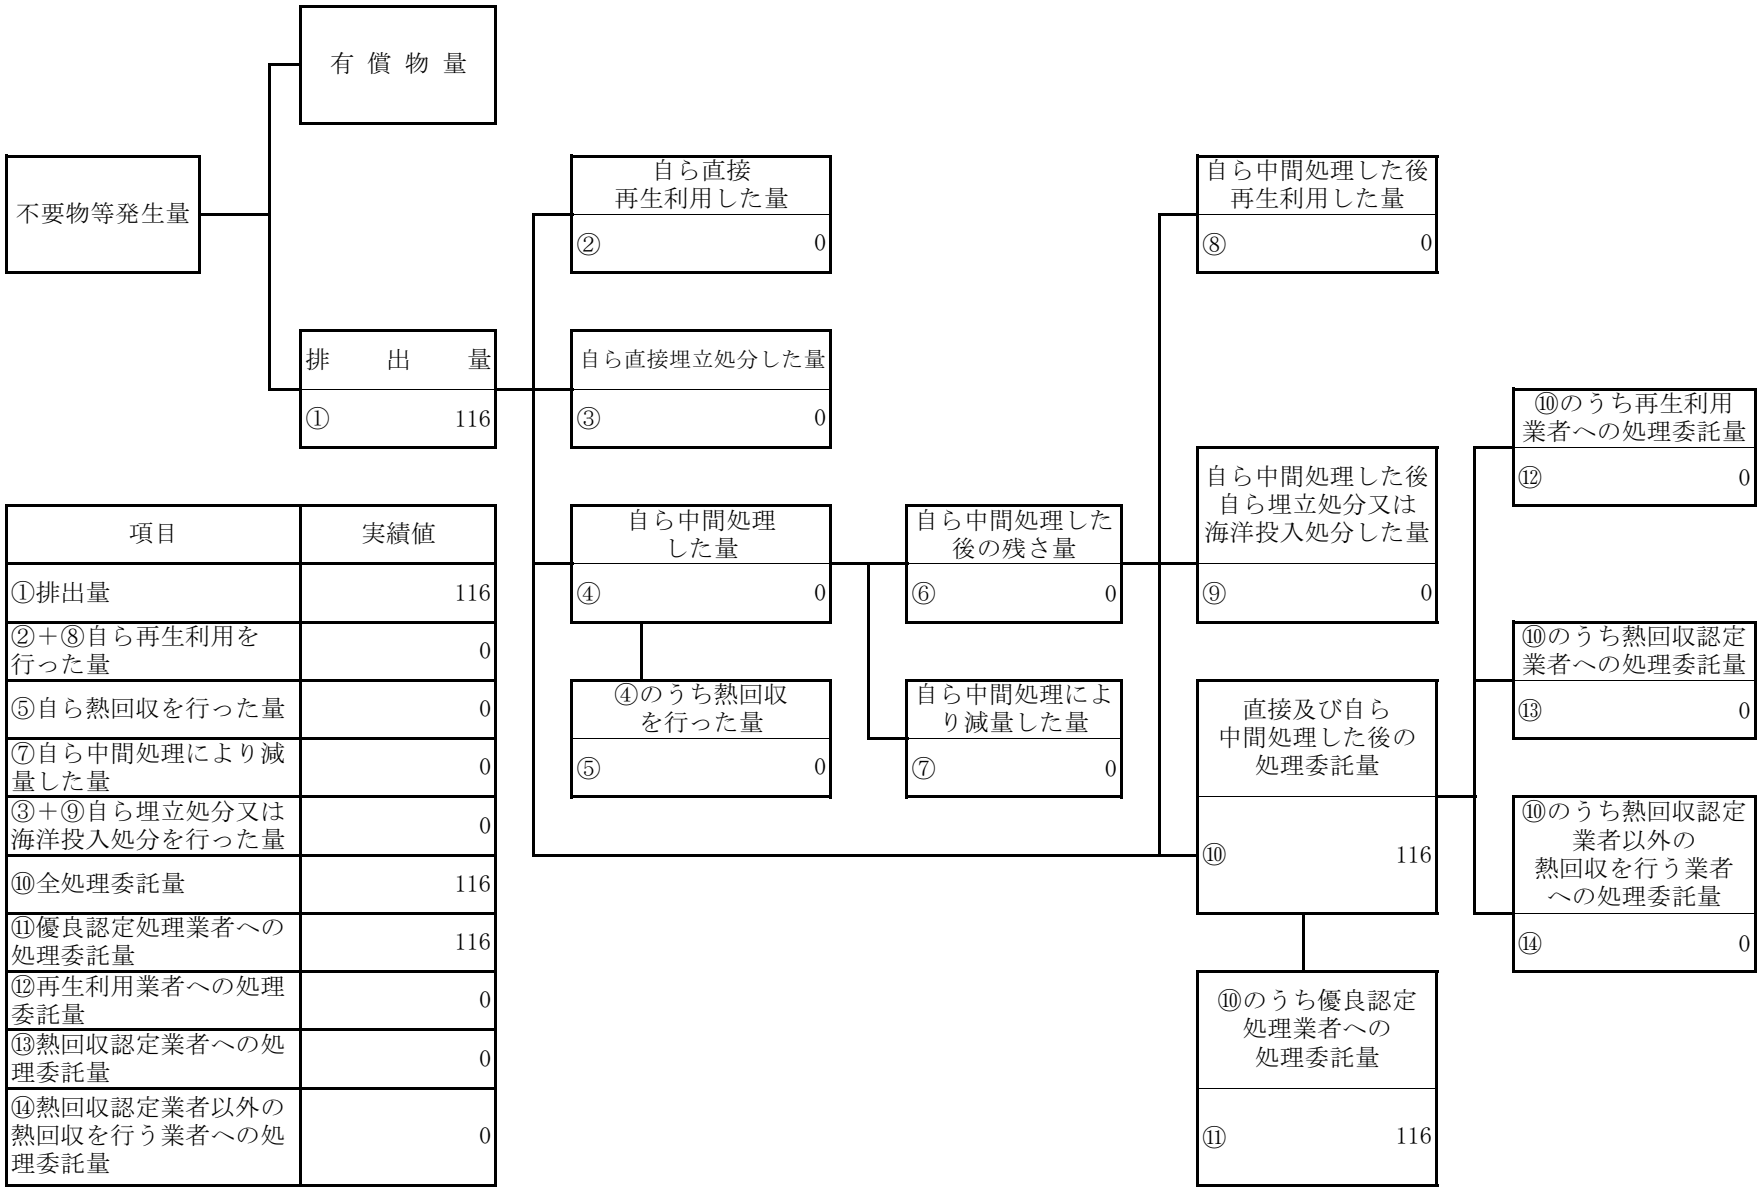 有償物量
不要物等発生量
自ら直接
再生利用した量
② 0
自ら中間処理した後
再生利用した量
⑧ 0
排出量
① 116
自ら直接埋立処分した量
③ 0
⑩のうち再生利用
業者への処理委託量
⑫ 0
自ら中間処理した後
自ら埋立処分又は
海洋投入処分した量
⑨ 0
自ら中間処理
した量
④ 0
自ら中間処理した
後の残さ量
⑥ 0
④のうち熱回収
を行った量
⑤ 0
自ら中間処理によ
り減量した量
⑦ 0
直接及び自ら
中間処理した後の
処理委託量
⑩ 116
⑩のうち熱回収認定
業者への処理委託量
⑬ 0
⑩のうち熱回収認定
業者以外の
熱回収を行う業者
への処理委託量
⑭ 0
⑩のうち優良認定
処理業者への
処理委託量
⑪ 116
項目 実績値
①排出量 116
②＋⑧自ら再生利用を
行った量 0
⑤自ら熱回収を行った量 0
⑦自ら中間処理により減
量した量 0
③＋⑨自ら埋立処分又は
海洋投入処分を行った量 0
⑩全処理委託量 116
⑪優良認定処理業者への
処理委託量 116
⑫再生利用業者への処理
委託量 0
⑬熱回収認定業者への処
理委託量 0
⑭熱回収認定業者以外の
熱回収を行う業者への処
理委託量 0